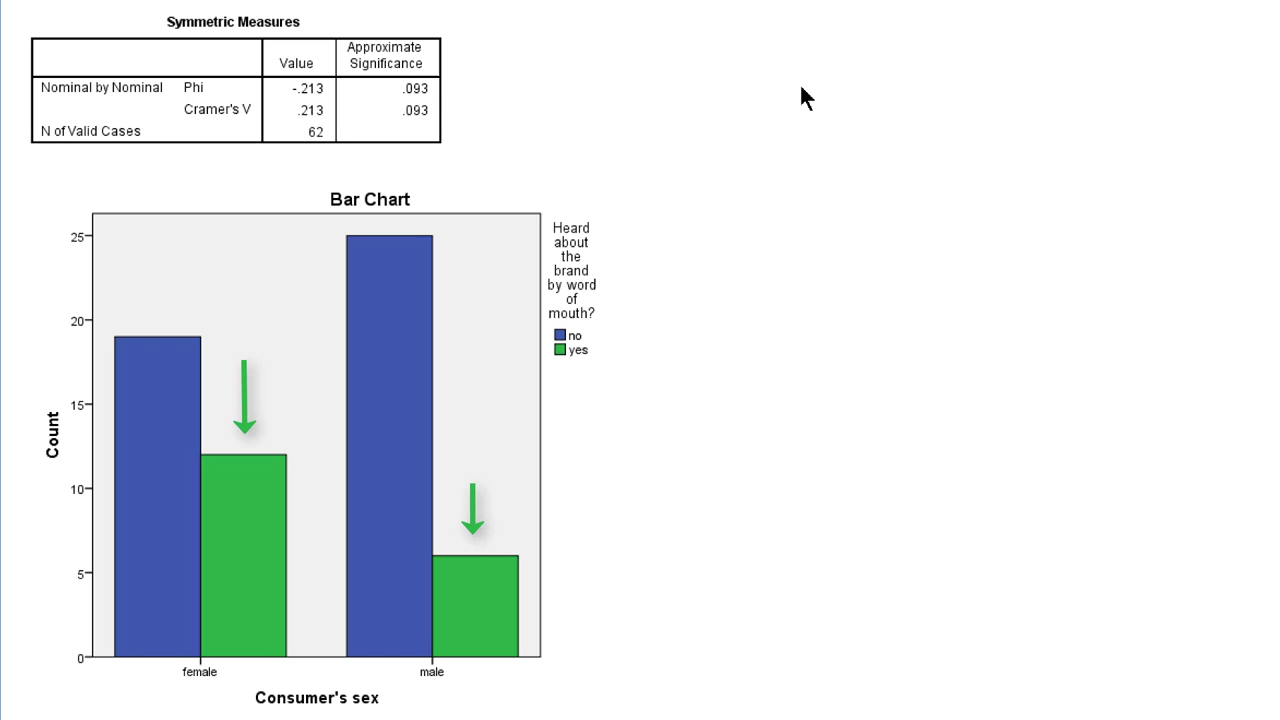 Symmetric Measures
Value Approximate Significance
Nominal by Nominal Phi -.213 .093
Cramer's V .213 .093
N of Valid Cases 62
Bar Chart
25
20
15
10
5
0
Count
female male
Consumer's sex
Heard
about
the
brand
by word
of
mouth?
no
yes